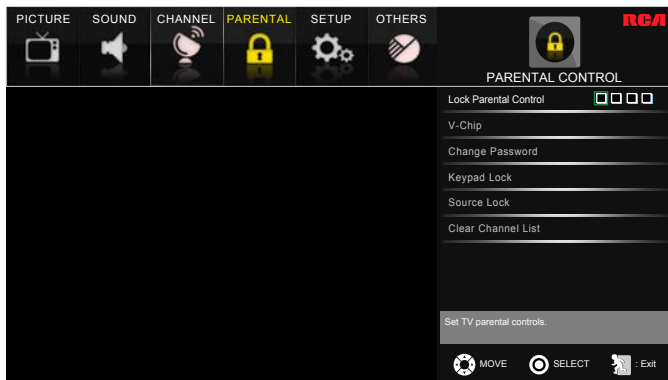 PICTURE SOUND CHANNEL PARENTAL SETUP OTHERS
RCA
PARENTAL CONTROL
Lock Parental Control
V-Chip
Change Password
Keypad Lock
Source Lock
Clear Channel List
Set TV parental controls.
MOVE SELECT : Exit